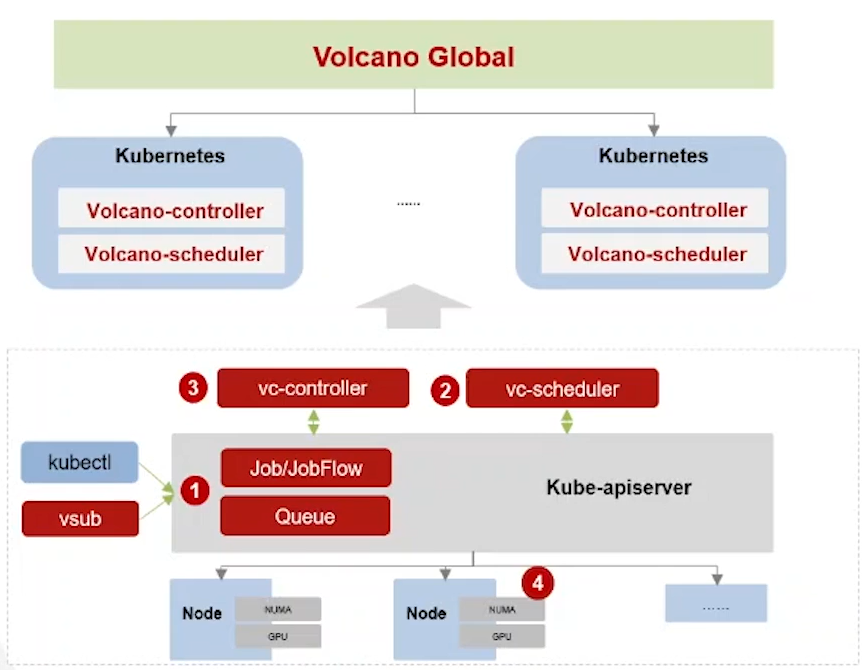 Volcano Global
Kubernetes
Volcano-controller
Volcano-scheduler
......
Kubernetes
Volcano-controller
Volcano-scheduler
3
vc-controller
2
vc-scheduler
kubectl
vsub
1
Job/JobFlow
Queue
Kube-apiserver
Node
NUMA
GPU
Node
4
NUMA
GPU
......